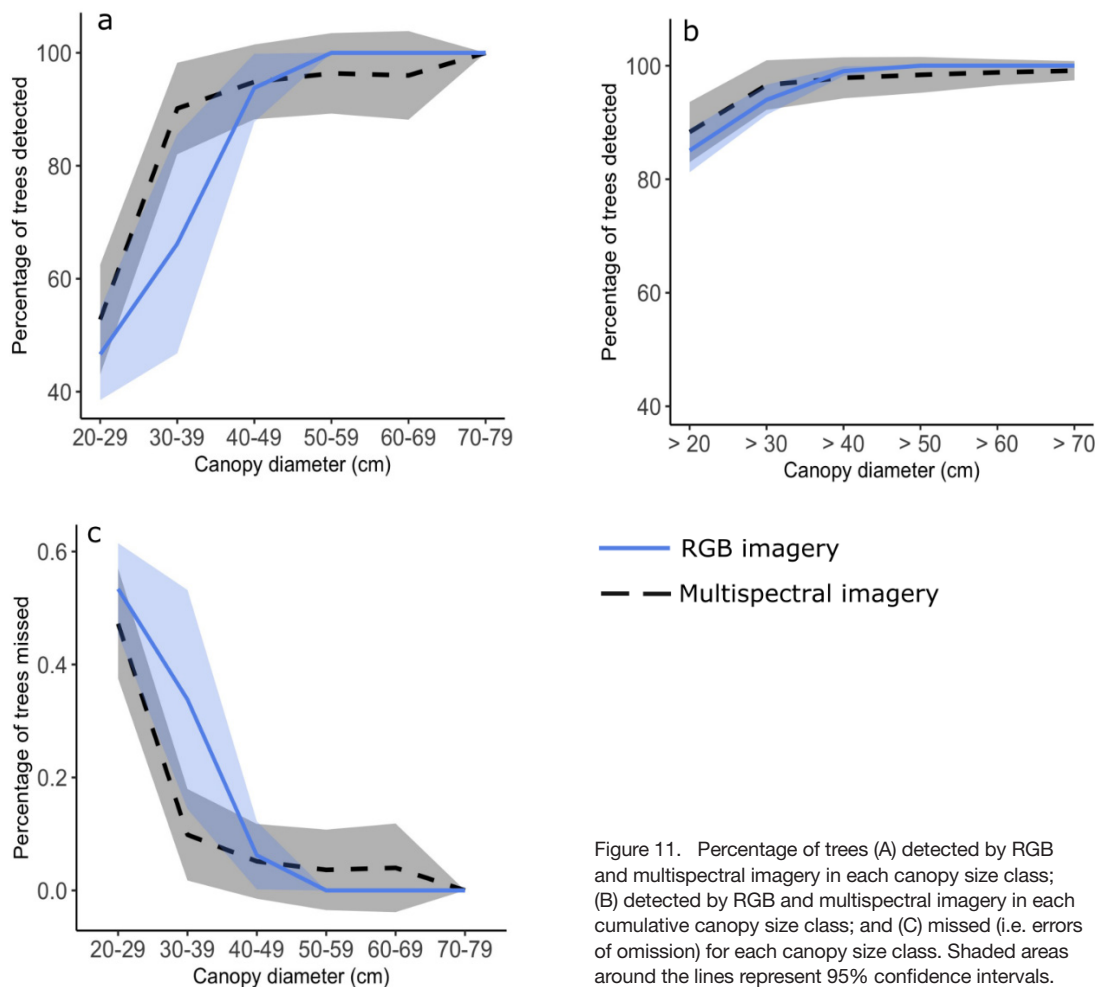 a
Percentage of trees detected
100
80
60
40
20-29 30-39 40-49 50-59 60-69 70-79
Canopy diameter (cm)
b
Percentage of trees detected
100
80
60
40
> 20 > 30 > 40 > 50 > 60 > 70
Canopy diameter (cm)
c
Percentage of trees missed
0.6
0.4
0.2
0.0
20-29 30-39 40-49 50-59 60-69 70-79
Canopy diameter (cm)
RGB imagery
Multispectral imagery
Figure 11. Percentage of trees (A) detected by RGB
and multispectral imagery in each canopy size class;
(B) detected by RGB and multispectral imagery in each
cumulative canopy size class; and (C) missed (i.e. errors
of omission) for each canopy size class. Shaded areas
around the lines represent 95% confidence intervals.